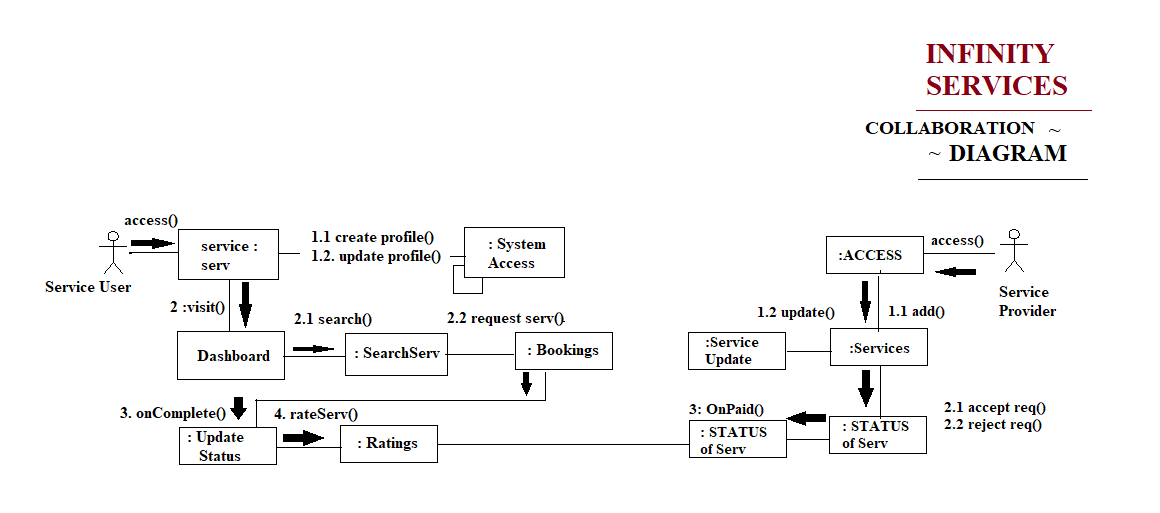 INFINITY
SERVICES
COLLABORATION ~
~ DIAGRAM
access()
service :
serv
1.1 create profile()
1.2. update profile()
: System
Access
Service User
:ACCESS
access()
Service
Provider
2 :visit()
2.1 search()
2.2 request serv().
1.2 update()
1.1 add()
Dashboard
: SearchServ
: Bookings
:Service
Update
:Services
3. onComplete()
4. rateServ()
: Update
Status
: Ratings
3: OnPaid()
: STATUS
of Serv
: STATUS
of Serv
2.1 accept req()
2.2 reject req()